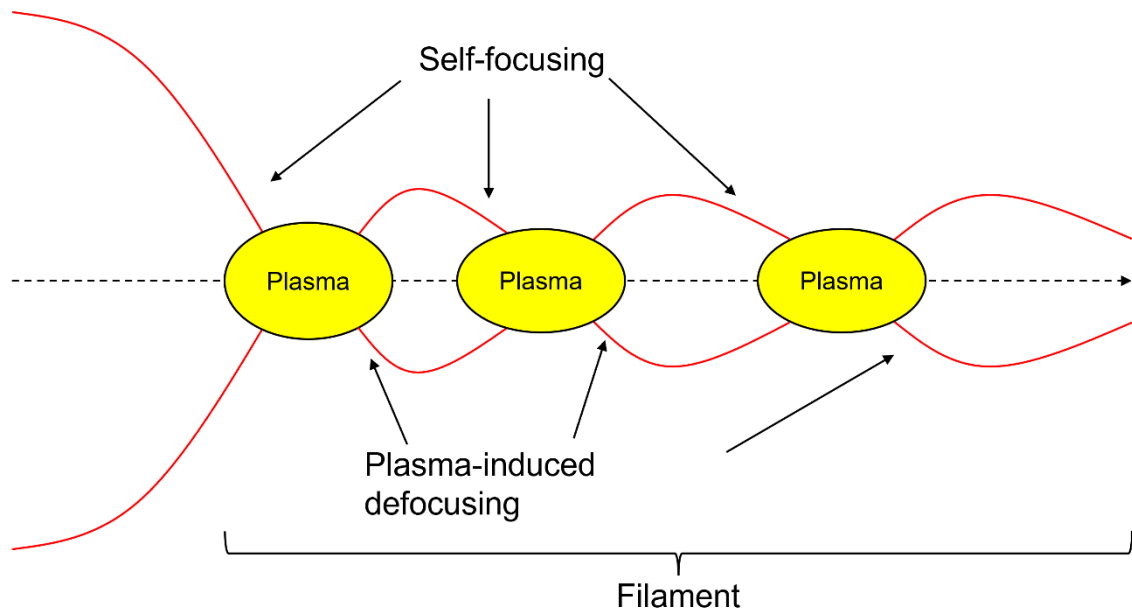 Self-focusing
Plasma
Plasma
Plasma
Plasma-induced
defocusing
Filament